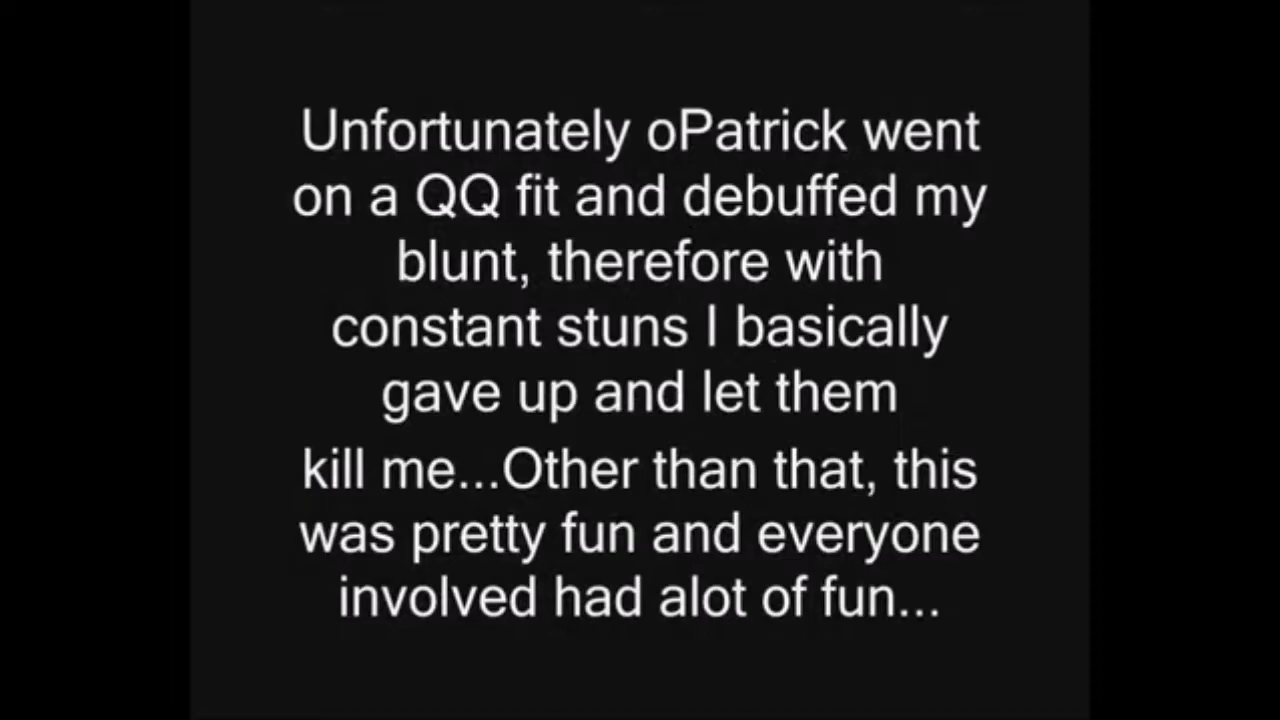 Unfortunately oPatrick went
on a QQ fit and debuffed my
blunt, therefore with
constant stuns I basically
gave up and let them
kill me...Other than that, this
was pretty fun and everyone
involved had alot of fun...